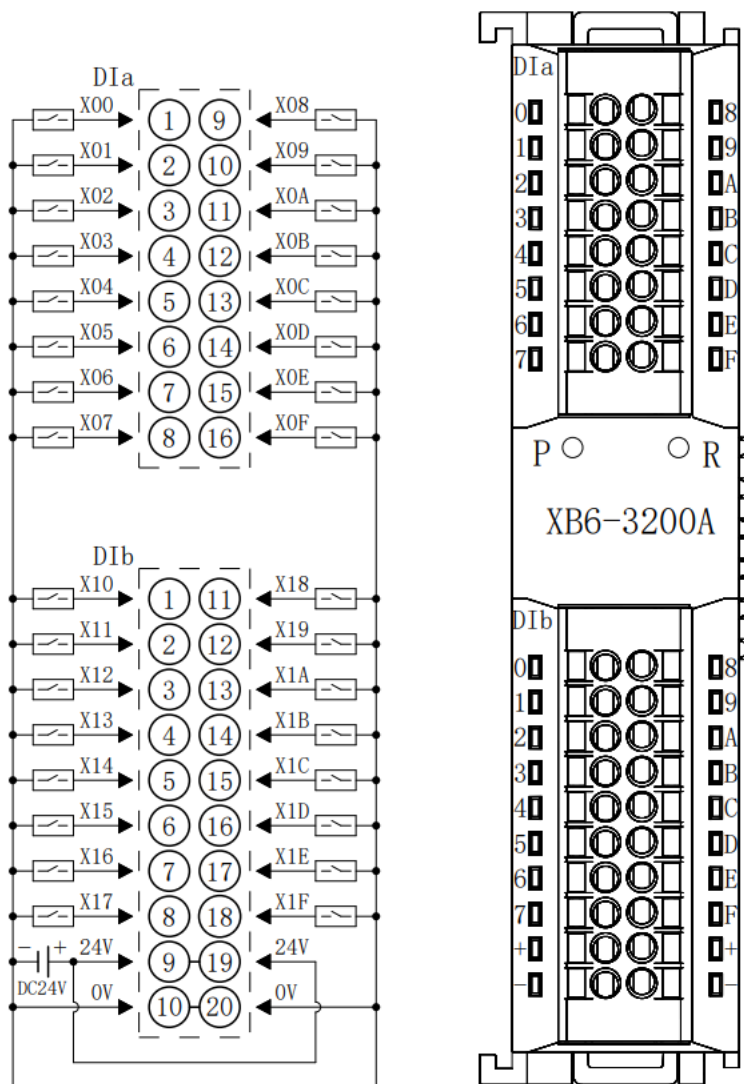 DIa
X00 1 9 X08
X01 2 10 X09
X02 3 11 X0A
X03 4 12 X0B
X04 5 13 X0C
X05 6 14 X0D
X06 7 15 X0E
X07 8 16 X0F
DIb
X10 1 11 X18
X11 2 12 X19
X12 3 13 X1A
X13 4 14 X1B
X14 5 15 X1C
X15 6 16 X1D
X16 7 17 X1E
X17 8 18 X1F
- + 24V 9 19 24V
DC24V 0V 10 20 0V
DIa
0 8
1 9
2 A
3 B
4 C
5 D
6 E
7 F
P R
XB6-3200A
DIb
0 8
1 9
2 A
3 B
4 C
5 D
6 E
7 F
+ +
- -